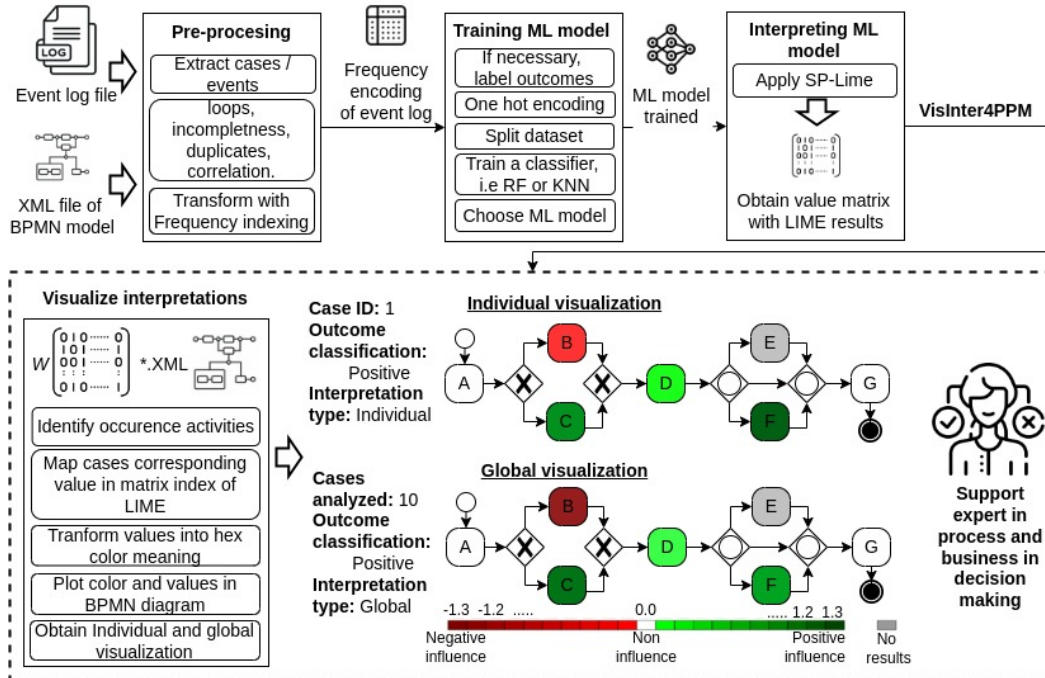 Pre-procesing
LOG
Event log file
XML file of
BPMN model
Extract cases /
events
loops,
incompletness,
duplicates,
correlation.
Transform with
Frequency indexing
Frequency
encoding
of event log
Training ML model
If necessary,
label outcomes
One hot encoding
Split dataset
Train a classifier,
i.e RF or KNN
Choose ML model
ML model
trained
Interpreting ML
model
Apply SP-Lime
Obtain value matrix
with LIME results
VisInter4PPM
Visualize interpretations
W
*.XML
Identify occurence activities
Map cases corresponding
value in matrix index of
LIME
Tranform values into hex
color meaning
Plot color and values in
BPMN diagram
Obtain Individual and global
visualization
Individual visualization
Case ID: 1
Outcome
classification:
Positive
Interpretation
type: Individual
A
B
C
D
E
F
G
Global visualization
Cases
analyzed: 10
Outcome
classification:
Positive
Interpretation
type: Global
A
B
C
D
E
F
G
-1.3 -1.2 ..... 0.0 ..... 1.2 1.3
Negative
influence
Non
influence
Positive
influence
No
results
Support
expert in
process and
business in
decision
making